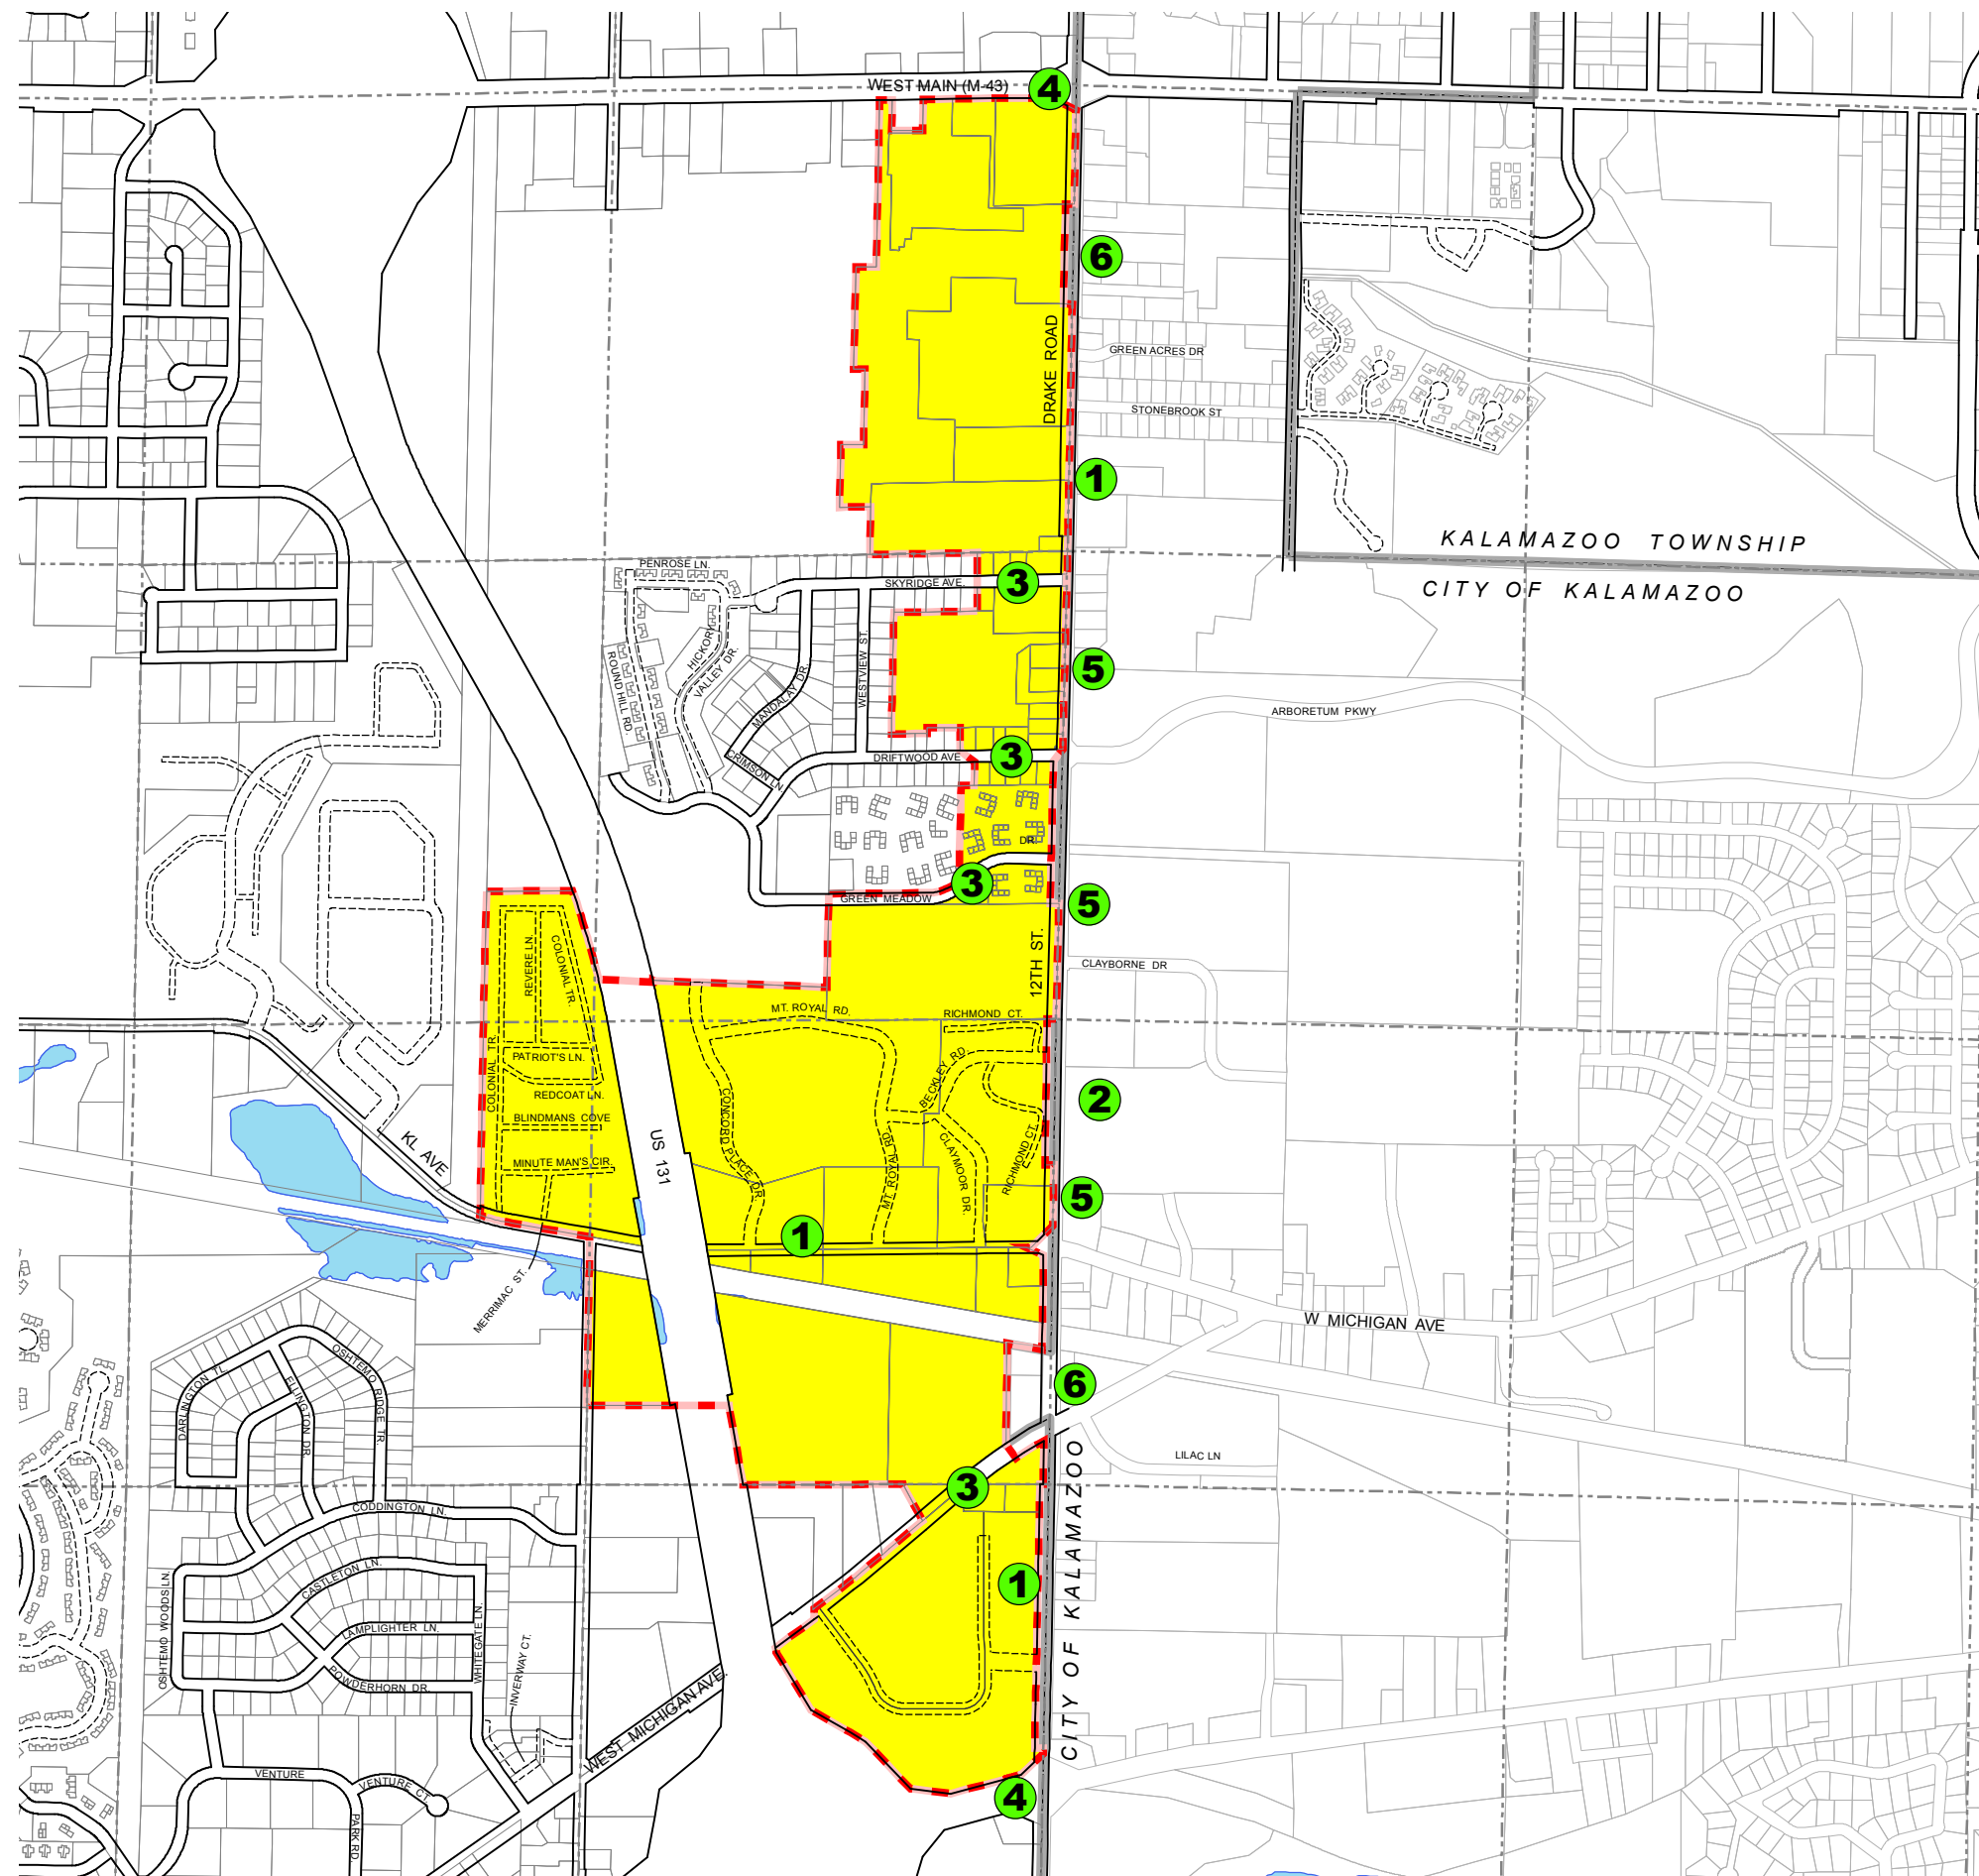 WEST MAIN (M-43)
4
6
DRAKE ROAD
GREEN ACRES DR
STONEBROOK ST
1
KALAMAZOO TOWNSHIP
CITY OF KALAMAZOO
PENROSE LN.
SKYRIDGE AVE.
3
HICKORY
VALLEY DR.
ROUND HILL RD.
MANDALAY DR.
WESTVIEW ST.
5
ARBORETUM PKWY
CRIMSON LN.
DRIFTWOOD AVE
3
DR.
3
GREEN MEADOW
5
12TH ST.
CLAYBORNE DR
REVERE LN.
COLONIAL TR.
MT. ROYAL RD.
RICHMOND CT.
PATRIOT'S LN.
COLONIAL TR.
REDCOAT LN.
BLINDMANS COVE
MINUTE MAN'S CIR.
BECKLEY RD.
2
CONCORD PLACE DR.
MT. ROYAL RD.
CLAYMOOR DR.
RICHMOND CT.
KL AVE
US 131
5
1
MERRIMAC ST.
W MICHIGAN AVE
6
DARLINGTON TL.
ELLINGTON DR.
OSHTEMO RIDGE TR.
LILAC LN
3
CODDINGTON LN.
CITY OF KALAMAZOO
OSHTEMO WOODS LN.
CASTLETON LN.
LAMPLIGHTER LN.
WHITEGATE LN.
POWDERHORN DR.
INVERWAY CT.
1
WEST MICHIGAN AVE.
VENTURE
VENTURE CT.
PARK RD.
4